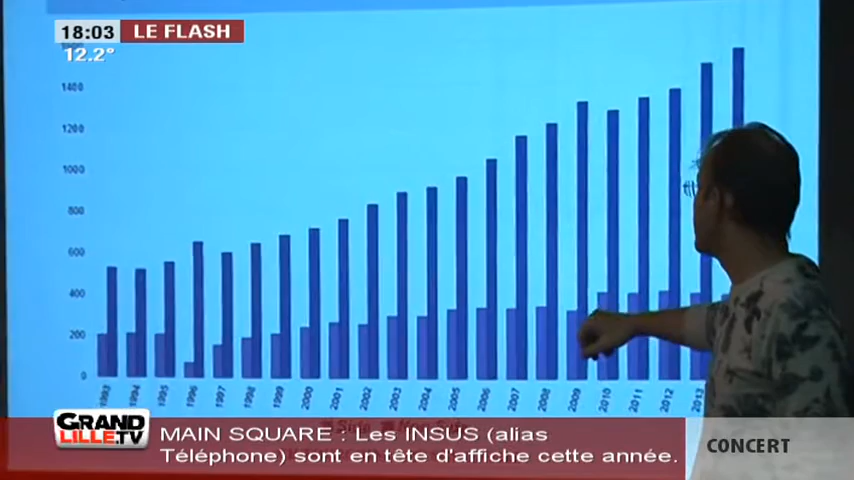 18:03 LE FLASH
12.2°
1400
1200
1000
800
600
400
200
0
1993 1994 1995 1996 1997 1998 1999 2000 2001 2002 2003 2004 2005 2006 2007 2008 2009 2010 2011 2012 2013
GRAND
LILLE.TV
MAIN SQUARE : Les INSUS (alias
Téléphone) sont en tête d'affiche cette année.
CONCERT